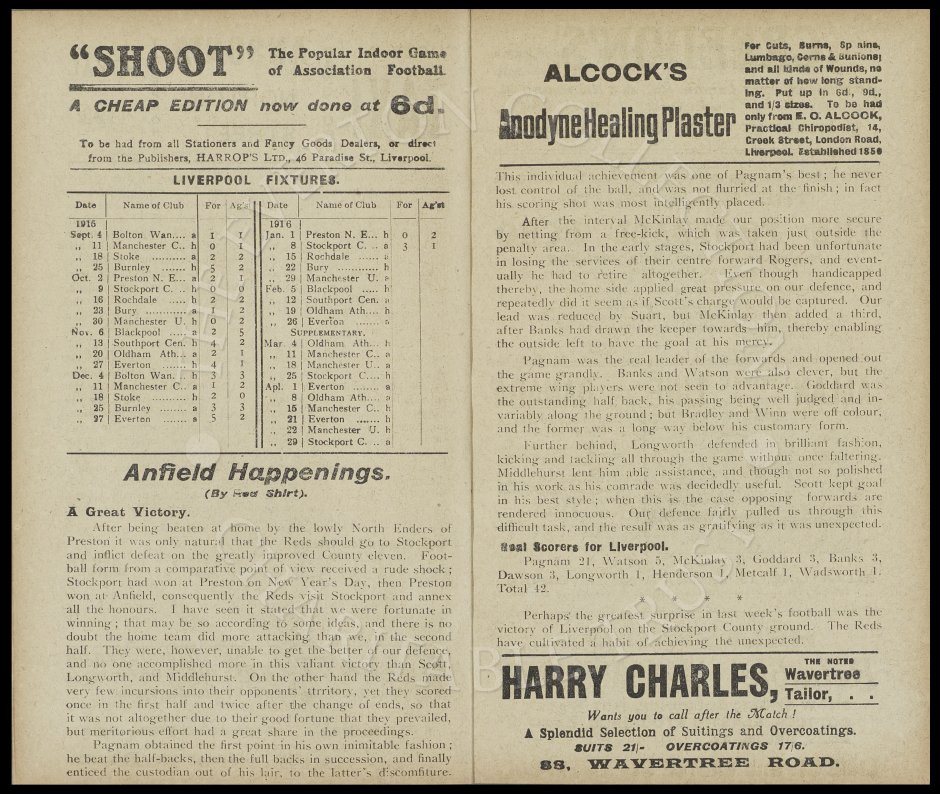 "SHOOT" The Popular Indoor Game
of Association Football.
A CHEAP EDITION now done at 6d.
To be had from all Stationers and Fancy Goods Dealers, or direct
from the Publishers, HARROP'S LTD., 46 Paradise St., Liverpool.
LIVERPOOL FIXTURES.
Date Name of Club For Ag'st
1915
Sept. 4 Bolton Wan.... a 1 1
„ 11 Manchester C.. h 0 1
„ 18 Stoke .......... a 2 2
„ 25 Burnley ....... h 5 2
Oct. 2 Preston N. E... a 2 1
„ 9 Stockport C. .. h 0 0
„ 16 Rochdale ...... h 2 2
„ 23 Bury ............ a 1 2
„ 30 Manchester U. h 0 2
Nov. 6 Blackpool ..... a 2 5
„ 13 Southport Cen. h 4 2
„ 20 Oldham Ath... a 2 1
„ 27 Everton ....... h 4 1
Dec. 4 Bolton Wan. .. h 3 3
„ 11 Manchester C.. a 1 2
„ 18 Stoke .......... h 2 0
„ 25 Burnley ........ a 3 3
„ 27 Everton ........ a 5 2
Date Name of Club For Ag'st
1916
Jan. 1 Preston N. E... h 0 2
„ 8 Stockport C. .. a 3 1
„ 15 Rochdale ...... a
„ 22 Bury ............ h
„ 29 Manchester U.
Feb. 5 Blackpool ..... h
„ 12 Southport Cen. a
„ 19 Oldham Ath.... h
„ 26 Everton ....... a
SUPPLEMENTARY.
Mar. 4 Oldham Ath... h
„ 11 Manchester C.. a
„ 18 Manchester U.. a
„ 25 Stockport C.... h
Apl. 1 Everton ....... a
„ 8 Oldham Ath.... a
„ 15 Manchester C.. h
„ 21 Everton ........ h
„ 22 Manchester U. h
„ 29 Stockport C. .. a
Anfield Happenings.
(By Red Shirt).
A Great Victory.
After being beaten at home by the lowly North Enders of
Preston it was only natural that the Reds should go to Stockport
and inflict defeat on the greatly improved County eleven. Foot-
ball form from a comparative point of view received a rude shock;
Stockport had won at Preston on New Year's Day, then Preston
won at Anfield, consequently the Reds visit Stockport and annex
all the honours. I have seen it stated that we were fortunate in
winning; that may be so according to some ideas, and there is no
doubt the home team did more attacking than we, in the second
half. They were, however, unable to get the better of our defence,
and no one accomplished more in this valiant victory than Scott,
Longworth, and Middlehurst. On the other hand the Reds made
very few incursions into their opponents' trritory, yet they scored
once in the first half and twice after the change of ends, so that
it was not altogether due to their good fortune that they prevailed,
but meritorious effort had a great share in the proceedings.
Pagnam obtained the first point in his own inimitable fashion;
he beat the half-backs, then the full backs in succession, and finally
enticed the custodian out of his lair, to the latter's discomfiture.
ALCOCK'S
Anodyne Healing Plaster
For Cuts, Burns, Sprains,
Lumbago, Corns & Bunions;
and all kinds of Wounds, no
matter of how long stand-
ing. Put up in 6d., 9d.,
and 1/3 sizes. To be had
only from E. O. ALCOCK,
Practical Chiropodist, 14,
Crook Street, London Road,
Liverpool. Established 1850
This individual achievement was one of Pagnam's best; he never
lost control of the ball, and was not flurried at the finish; in fact
his scoring shot was most intelligently placed.
After the interval McKinlay made our position more secure
by netting from a free-kick, which was taken just outside the
penalty area. In the early stages, Stockport had been unfortunate
in losing the services of their centre forward Rogers, and event-
ually he had to retire altogether. Even though handicapped
thereby, the home side applied great pressure on our defence, and
repeatedly did it seem as if Scott's charge would be captured. Our
lead was reduced by Suart, but McKinlay then added a third,
after Banks had drawn the keeper towards him, thereby enabling
the outside left to have the goal at his mercy.
Pagnam was the real leader of the forwards and opened out
the game grandly. Banks and Watson were also clever, but the
extreme wing players were not seen to advantage. Goddard was
the outstanding half back, his passing being well judged and in-
variably along the ground; but Bradley and Winn were off colour,
and the former was a long way below his customary form.
Further behind, Longworth defended in brilliant fashion,
kicking and tackling all through the game without once faltering.
Middlehurst lent him able assistance, and though not so polished
in his work as his comrade was decidedly useful. Scott kept goal
in his best style; when this is the case opposing forwards are
rendered innocuous. Our defence fairly pulled us through this
difficult task, and the result was as gratifying as it was unexpected.
Goal Scorers for Liverpool.
Pagnam 21, Watson 5, McKinlay 3, Goddard 3, Banks 3,
Dawson 3, Longworth 1, Henderson 1, Metcalf 1, Wadsworth 1.
Total 42.
* * * *
Perhaps the greatest surprise in last week's football was the
victory of Liverpool on the Stockport County ground. The Reds
have cultivated a habit of achieving the unexpected.
HARRY CHARLES, THE NOTED
Wavertree
Tailor, . .
Wants you to call after the Match!
A Splendid Selection of Suitings and Overcoatings.
SUITS 21/- OVERCOATINGS 17/6.
88, WAVERTREE ROAD.